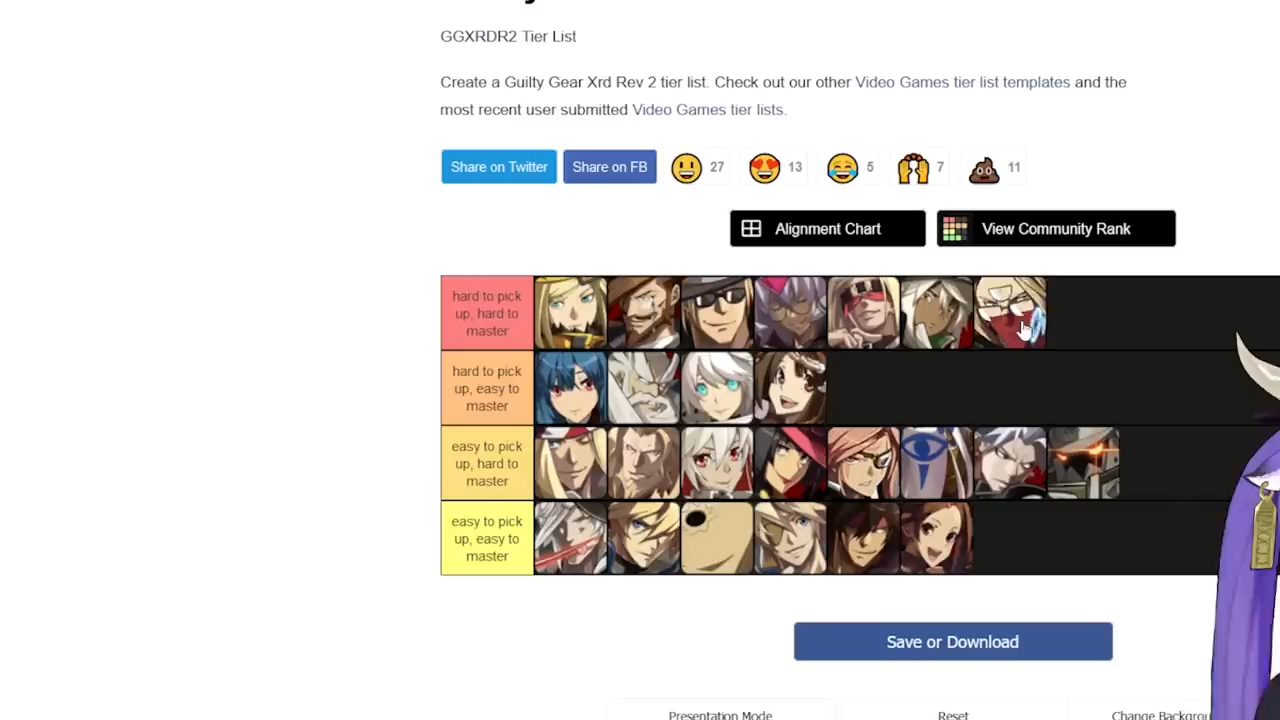 GGXRDR2 Tier List
Create a Guilty Gear Xrd Rev 2 tier list. Check out our other Video Games tier list templates and the
most recent user submitted Video Games tier lists.
Share on Twitter Share on FB 27 13 5 7 11
Alignment Chart View Community Rank
hard to pick
up, hard to
master
hard to pick
up, easy to
master
easy to pick
up, hard to
master
easy to pick
up, easy to
master
Save or Download
Presentation Mode Reset Change